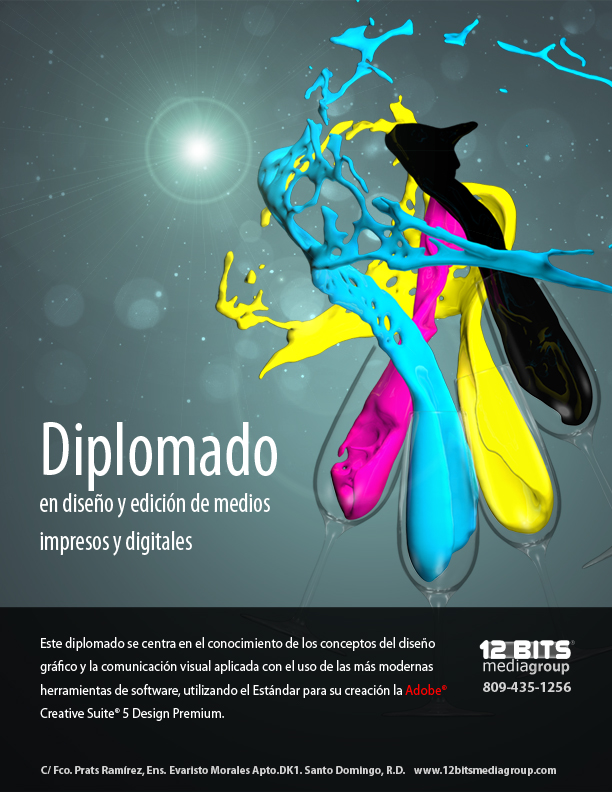 Diplomado
en diseño y edición de medios
impresos y digitales
Este diplomado se centra en el conocimiento de los conceptos del diseño
gráfico y la comunicación visual aplicada con el uso de las más modernas
herramientas de software, utilizando el Estándar para su creación la Adobe®
Creative Suite® 5 Design Premium.
12 BITS®
mediagroup
809-435-1256
C/ Fco. Prats Ramírez, Ens. Evaristo Morales Apto.DK1. Santo Domingo, R.D. www.12bitsmediagroup.com